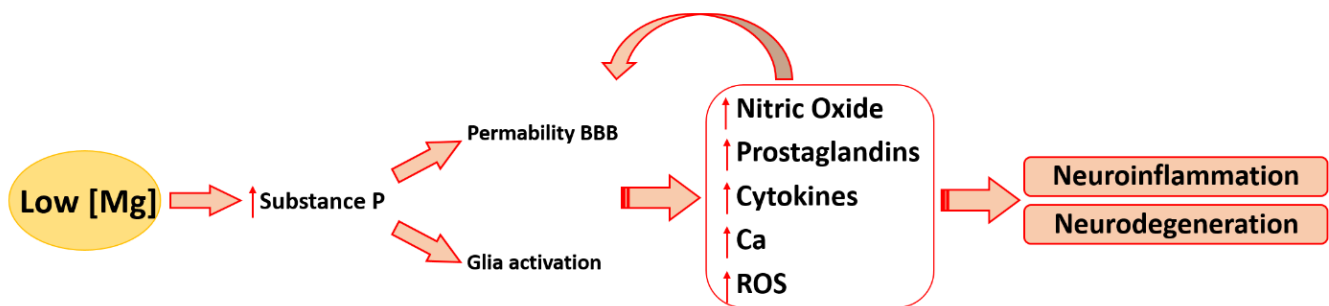 Low [Mg]
Substance P
Permability BBB
Glia activation
Nitric Oxide
Prostaglandins
Cytokines
Ca
ROS
Neuroinflammation
Neurodegeneration